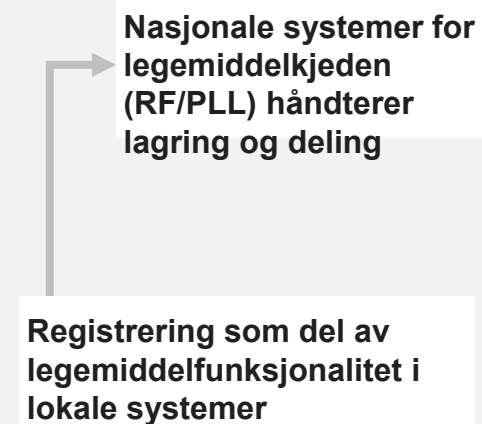 Nasjonale systemer for
legemiddelkjeden
(RF/PLL) håndterer
lagring og deling
Registrering som del av
legemiddelfunksjonalitet i
lokale systemer